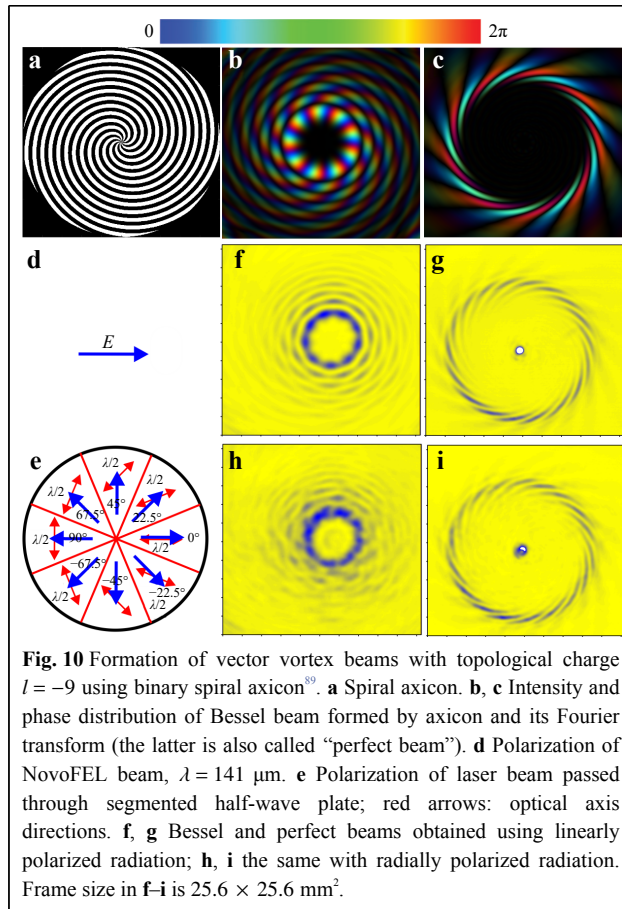 0 2π
a b c
d f g
E
e h i
λ/2
λ/2 λ/2
67.5° 45° 22.5°
λ/2 90° λ/2 0°
−67.5° −45° −22.5°
λ/2 λ/2
Fig. 10 Formation of vector vortex beams with topological charge
l = −9 using binary spiral axicon⁸⁹. a Spiral axicon. b, c Intensity and
phase distribution of Bessel beam formed by axicon and its Fourier
transform (the latter is also called “perfect beam”). d Polarization of
NovoFEL beam, λ = 141 μm. e Polarization of laser beam passed
through segmented half-wave plate; red arrows: optical axis
directions. f, g Bessel and perfect beams obtained using linearly
polarized radiation; h, i the same with radially polarized radiation.
Frame size in f–i is 25.6 × 25.6 mm².